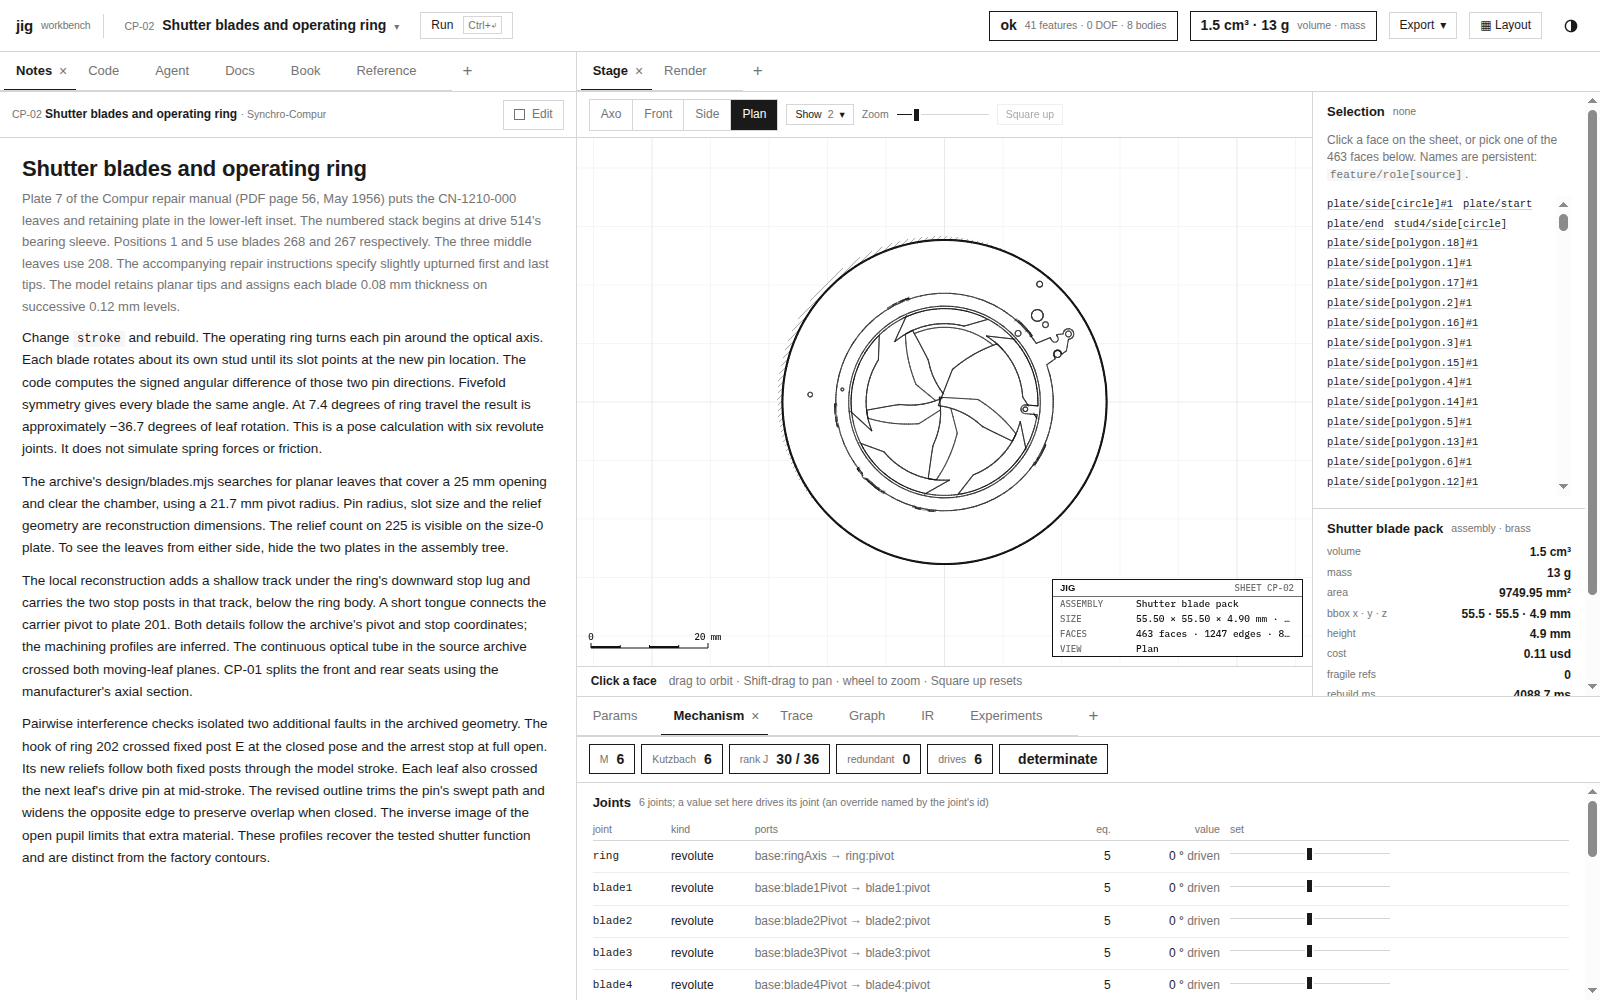 jig workbench CP-02 Shutter blades and operating ring ▾ Run Ctrl+↵ ok 41 features · 0 DOF · 8 bodies 1.5 cm³ · 13 g volume · mass Export ▾ ▦ Layout
Notes × Code Agent Docs Book Reference + Stage × Render +
CP-02 Shutter blades and operating ring · Synchro-Compur Edit
Axo Front Side Plan Show 2 ▾ Zoom Square up
Shutter blades and operating ring
Plate 7 of the Compur repair manual (PDF page 56, May 1956) puts the CN-1210-000
leaves and retaining plate in the lower-left inset. The numbered stack begins at drive 514's
bearing sleeve. Positions 1 and 5 use blades 268 and 267 respectively. The three middle
leaves use 208. The accompanying repair instructions specify slightly upturned first and last
tips. The model retains planar tips and assigns each blade 0.08 mm thickness on
successive 0.12 mm levels.
Change stroke and rebuild. The operating ring turns each pin around the optical axis.
Each blade rotates about its own stud until its slot points at the new pin location. The
code computes the signed angular difference of those two pin directions. Fivefold
symmetry gives every blade the same angle. At 7.4 degrees of ring travel the result is
approximately −36.7 degrees of leaf rotation. This is a pose calculation with six revolute
joints. It does not simulate spring forces or friction.
The archive's design/blades.mjs searches for planar leaves that cover a 25 mm opening
and clear the chamber, using a 21.7 mm pivot radius. Pin radius, slot size and the relief
geometry are reconstruction dimensions. The relief count on 225 is visible on the size-0
plate. To see the leaves from either side, hide the two plates in the assembly tree.
The local reconstruction adds a shallow track under the ring's downward stop lug and
carries the two stop posts in that track, below the ring body. A short tongue connects the
carrier pivot to plate 201. Both details follow the archive's pivot and stop coordinates;
the machining profiles are inferred. The continuous optical tube in the source archive
crossed both moving-leaf planes. CP-01 splits the front and rear seats using the
manufacturer's axial section.
Pairwise interference checks isolated two additional faults in the archived geometry. The
hook of ring 202 crossed fixed post E at the closed pose and the arrest stop at full open.
Its new reliefs follow both fixed posts through the model stroke. Each leaf also crossed
the next leaf's drive pin at mid-stroke. The revised outline trims the pin's swept path and
widens the opposite edge to preserve overlap when closed. The inverse image of the
open pupil limits that extra material. These profiles recover the tested shutter function
and are distinct from the factory contours.
0 20 mm
JIG SHEET CP-02
ASSEMBLY Shutter blade pack
SIZE 55.50 × 55.50 × 4.90 mm · …
FACES 463 faces · 1247 edges · 8…
VIEW Plan
Click a face drag to orbit · Shift-drag to pan · wheel to zoom · Square up resets
Selection none
Click a face on the sheet, or pick one of the
463 faces below. Names are persistent:
feature/role[source].
plate/side[circle]#1 plate/start
plate/end stud4/side[circle]
plate/side[polygon.18]#1
plate/side[polygon.1]#1
plate/side[polygon.17]#1
plate/side[polygon.2]#1
plate/side[polygon.16]#1
plate/side[polygon.3]#1
plate/side[polygon.15]#1
plate/side[polygon.4]#1
plate/side[polygon.14]#1
plate/side[polygon.5]#1
plate/side[polygon.13]#1
plate/side[polygon.6]#1
plate/side[polygon.12]#1
Shutter blade pack assembly · brass
volume 1.5 cm³
mass 13 g
area 9749.95 mm²
bbox x · y · z 55.5 · 55.5 · 4.9 mm
height 4.9 mm
cost 0.11 usd
fragile refs 0
rebuild ms 4088.7 ms
Params Mechanism × Trace Graph IR Experiments +
M 6 Kutzbach 6 rank J 30 / 36 redundant 0 drives 6 determinate
Joints 6 joints; a value set here drives its joint (an override named by the joint's id)
joint kind ports eq. value set
ring revolute base:ringAxis → ring:pivot 5 0 ° driven
blade1 revolute base:blade1Pivot → blade1:pivot 5 0 ° driven
blade2 revolute base:blade2Pivot → blade2:pivot 5 0 ° driven
blade3 revolute base:blade3Pivot → blade3:pivot 5 0 ° driven
blade4 revolute base:blade4Pivot → blade4:pivot 5 0 ° driven